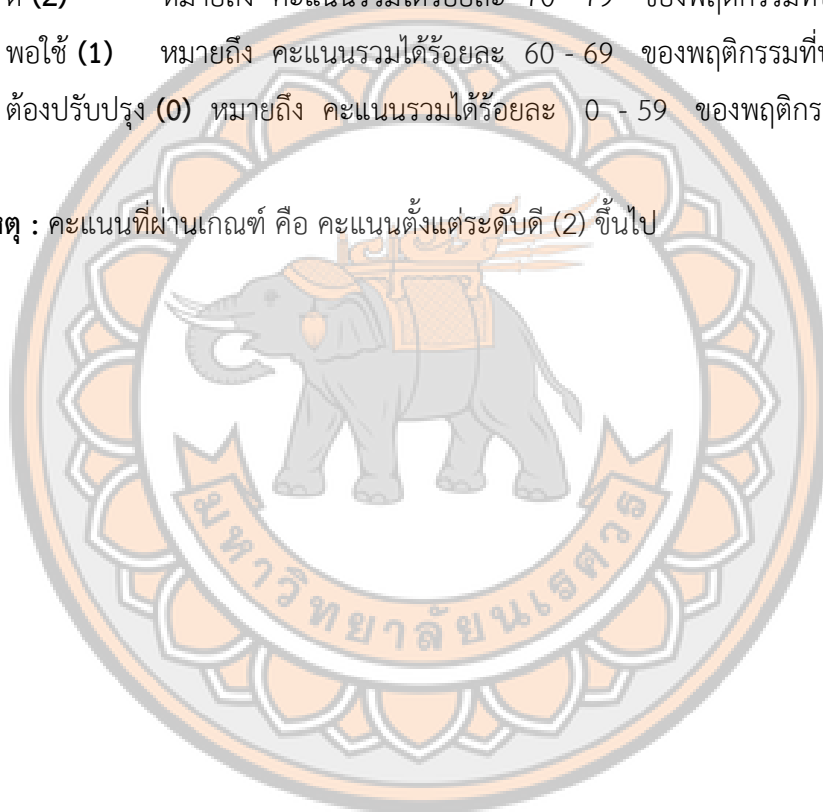 ดี (2) หมายถึง คะแนนรวมได้ร้อยละ 70 - 79 ของพฤติกรรมที่
พอใช้ (1) หมายถึง คะแนนรวมได้ร้อยละ 60 - 69 ของพฤติกรรมที่
ต้องปรับปรุง (0) หมายถึง คะแนนรวมได้ร้อยละ 0 - 59 ของ
: คะแนนที่ผ่านเกณฑ์ คือ คะแนนตั้งแต่ระดับดี (2) ขึ้นไป
มหาวิทยาลัยนเรศวร